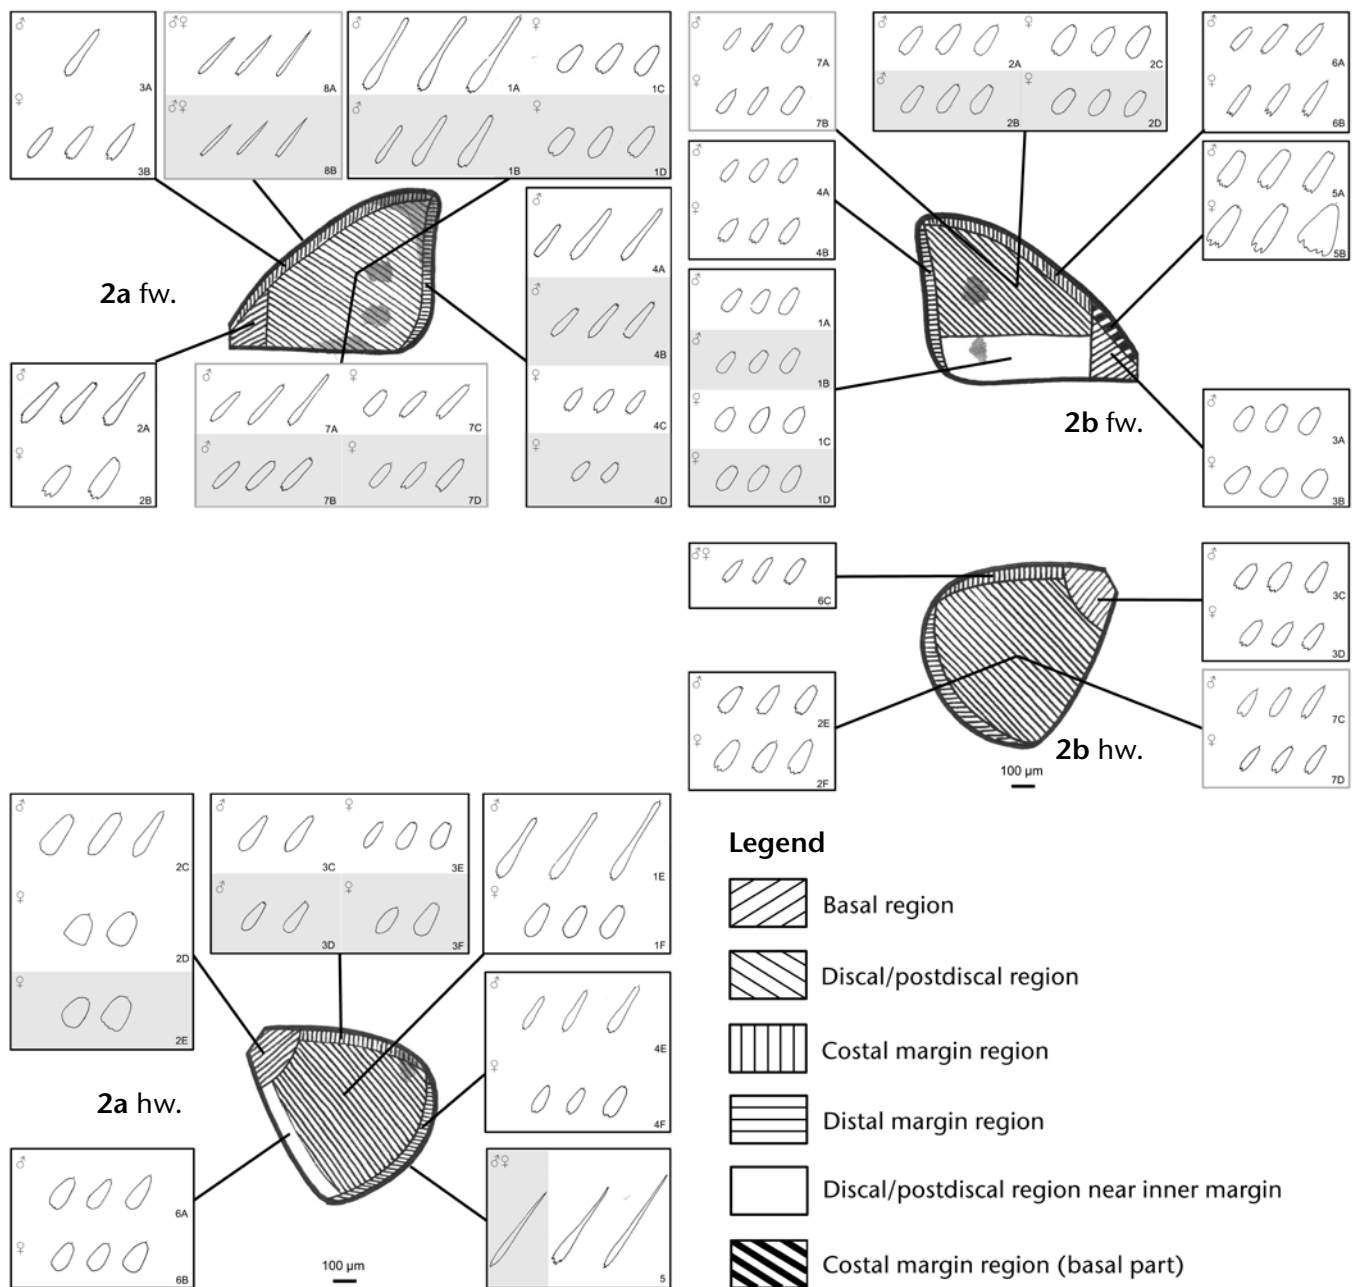 ♂
3A
♀
3B
♂♀
8A
♂♀
8B
♂
1A
♀
1C
♂
1B
♀
1D
♂
4A
♂
4B
♀
4C
♀
4D
2a fw.
♂
2A
♀
2B
♂
7A
♀
7C
♂
7B
♀
7D
♂
7A
♀
7B
♂
2A
♀
2C
♂
2B
♀
2D
♂
6A
♀
6B
♂
4A
♀
4B
♂
5A
♀
5B
♂
1A
♂
1B
♀
1C
♀
1D
2b fw.
♂
3A
♀
3B
♂♀
6C
♂
3C
♀
3D
♂
2E
♀
2F
♂
7C
♀
7D
2b hw.
100 µm
♂
2C
♀
2D
♀
2E
♂
3C
♀
3E
♂
3D
♀
3F
♂
1E
♀
1F
♂
4E
♀
4F
2a hw.
♂
6A
♀
6B
♂♀
5
100 µm
Legend
Basal region
Discal/postdiscal region
Costal margin region
Distal margin region
Discal/postdiscal region near inner margin
Costal margin region (basal part)